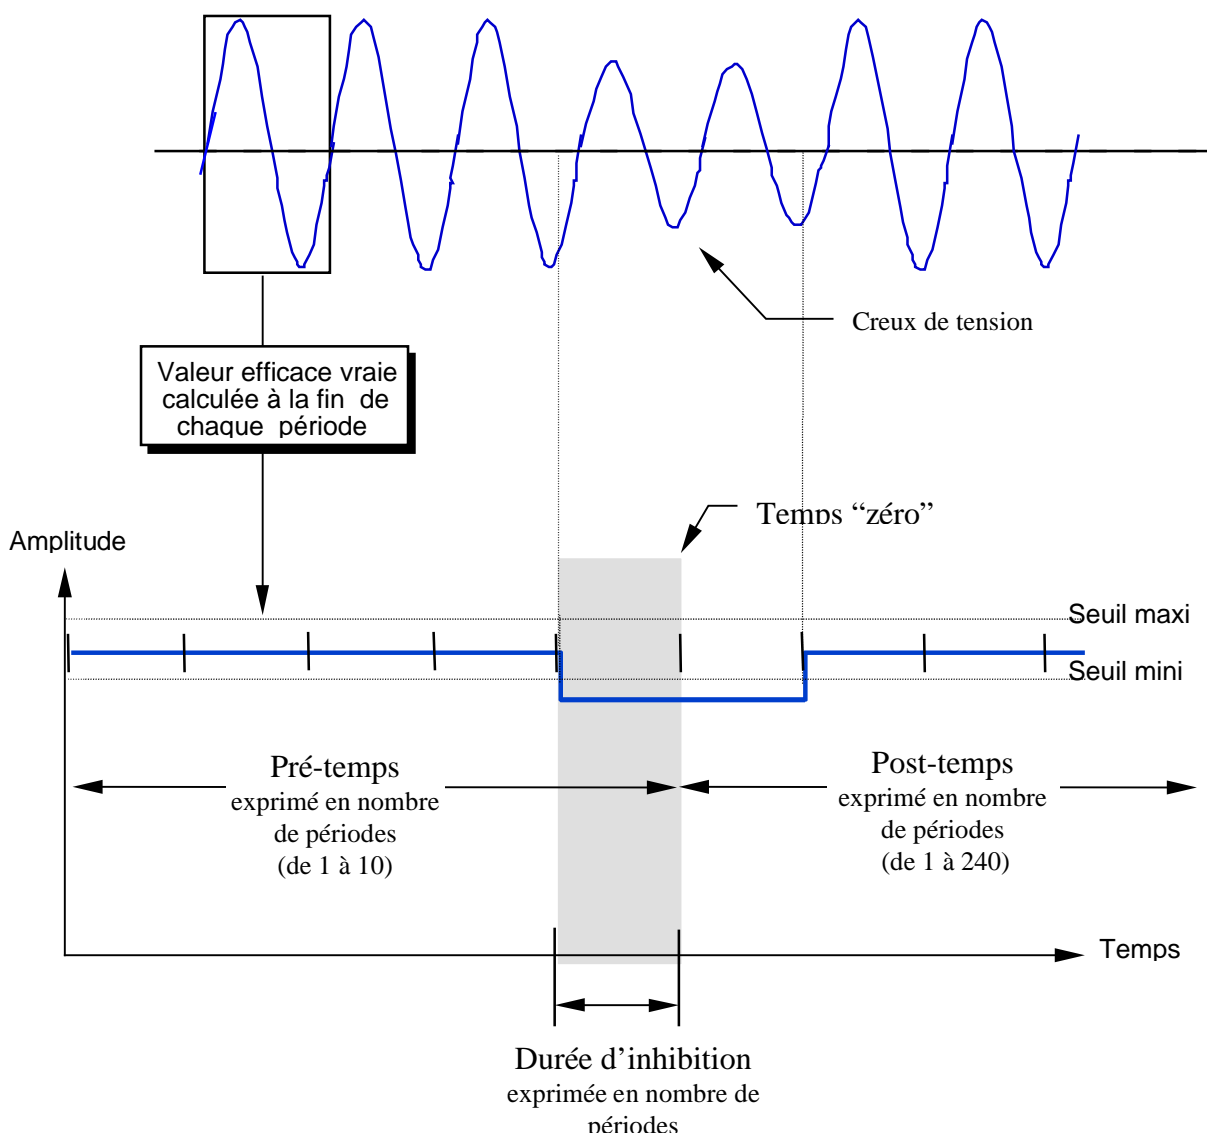 Creux de tension
Valeur efficace vraie
calculée à la fin de
chaque période
Temps “zéro”
Amplitude
Seuil maxi
Seuil mini
Pré-temps
exprimé en nombre
de périodes
(de 1 à 10)
Post-temps
exprimé en nombre
de périodes
(de 1 à 240)
Temps
Durée d’inhibition
exprimée en nombre de
périodes